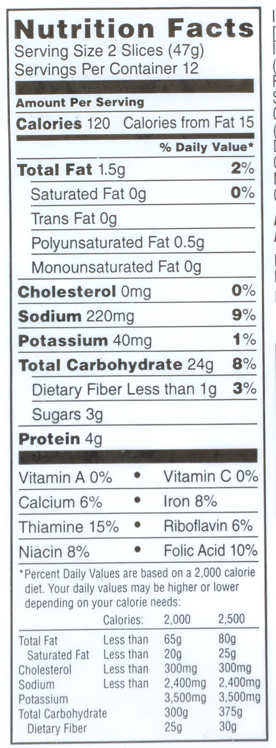 Nutrition Facts
Serving Size 2 Slices (47g)
Servings Per Container 12
Amount Per Serving
Calories 120 Calories from Fat 15
% Daily Value*
Total Fat 1.5g 2%
Saturated Fat 0g 0%
Trans Fat 0g
Polyunsaturated Fat 0.5g
Monounsaturated Fat 0g
Cholesterol 0mg 0%
Sodium 220mg 9%
Potassium 40mg 1%
Total Carbohydrate 24g 8%
Dietary Fiber Less than 1g 3%
Sugars 3g
Protein 4g
Vitamin A 0% • Vitamin C 0%
Calcium 6% • Iron 8%
Thiamine 15% • Riboflavin 6%
Niacin 8% • Folic Acid 10%
*Percent Daily Values are based on a 2,000 calorie
diet. Your daily values may be higher or lower
depending on your calorie needs:
Calories: 2,000 2,500
Total Fat Less than 65g 80g
Saturated Fat Less than 20g 25g
Cholesterol Less than 300mg 300mg
Sodium Less than 2,400mg 2,400mg
Potassium 3,500mg 3,500mg
Total Carbohydrate 300g 375g
Dietary Fiber 25g 30g